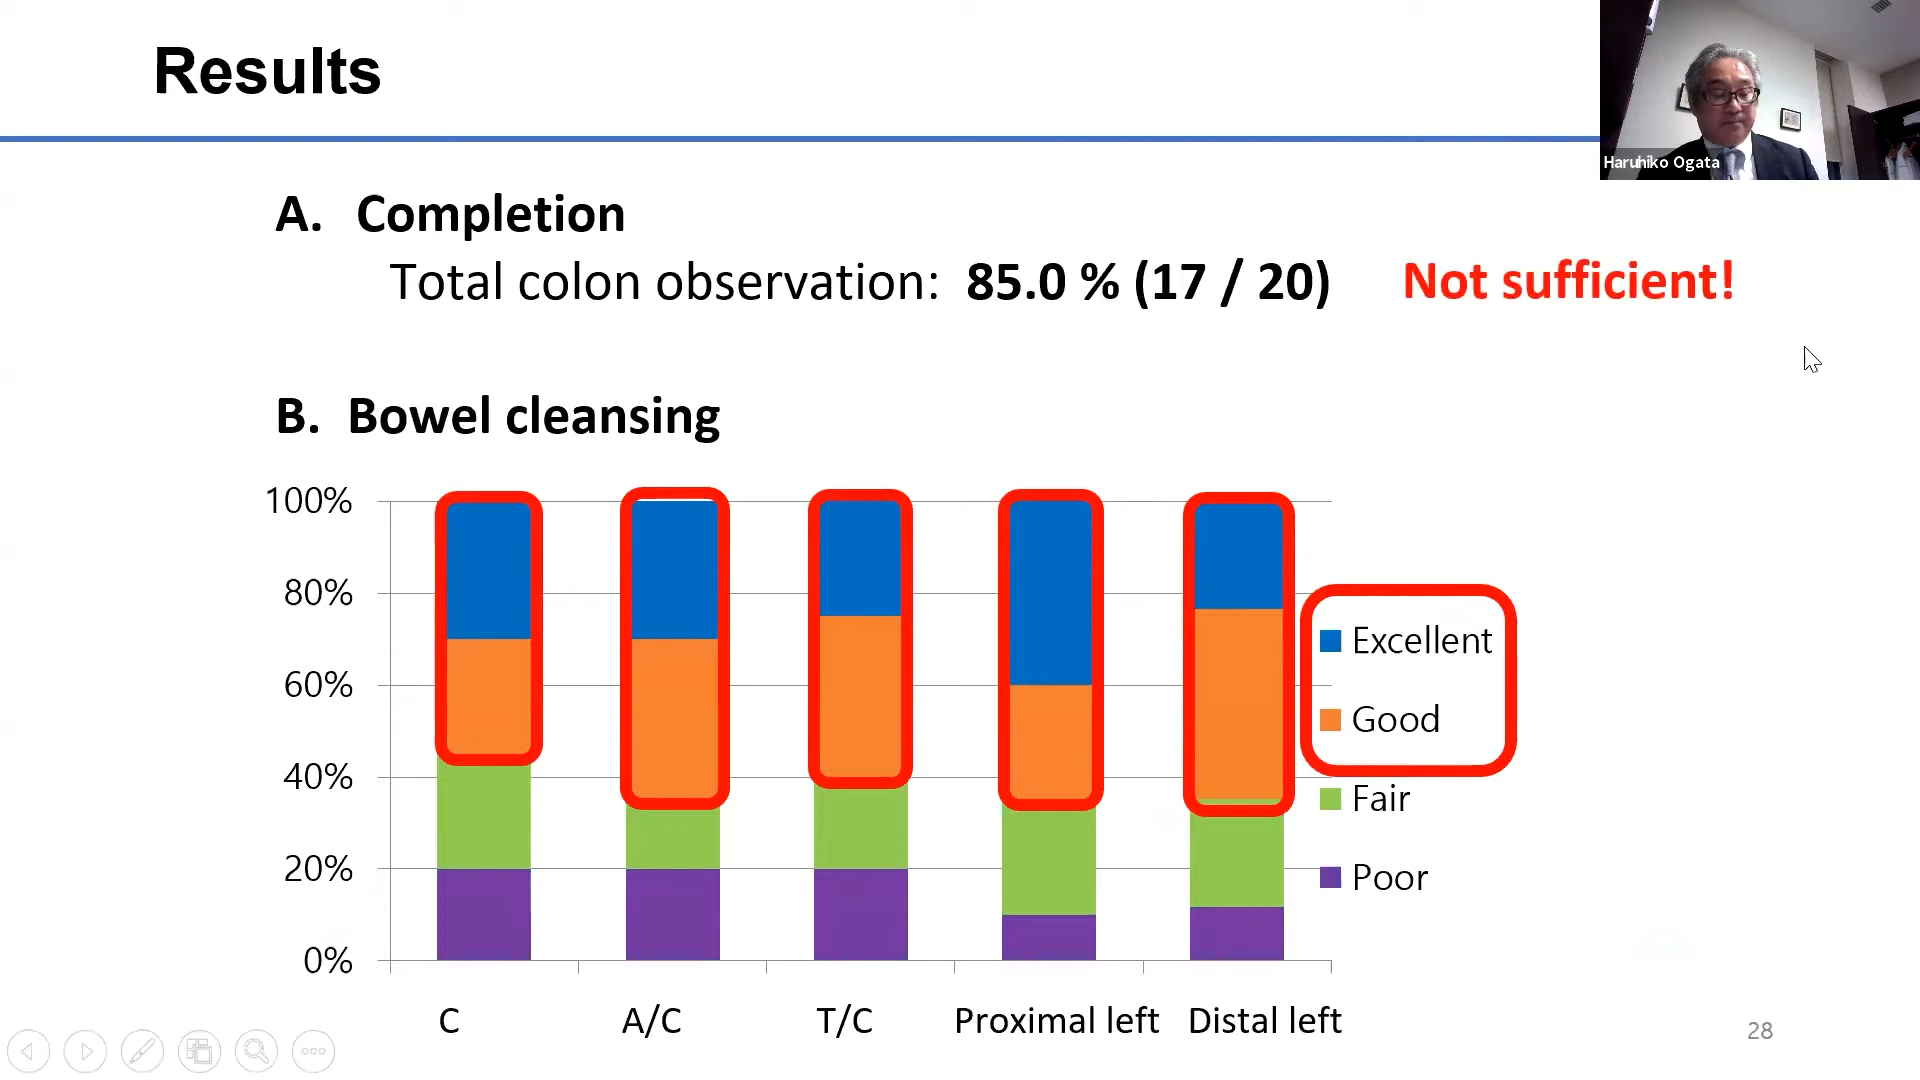 Results
Haruhiko Ogata
A. Completion
Total colon observation: 85.0 % (17 / 20) Not sufficient!
B. Bowel cleansing
100%
80%
60%
40%
20%
0%
Excellent
Good
Fair
Poor
C A/C T/C Proximal left Distal left
28